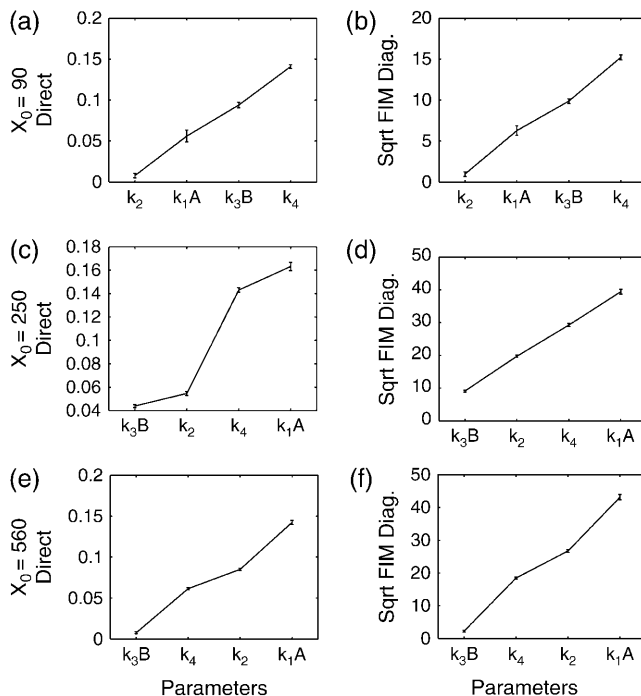 (a)
X₀ = 90
Direct
0.2
0.15
0.1
0.05
0
k₂ k₁A k₃B k₄
(b)
Sqrt FIM Diag.
20
15
10
5
0
k₂ k₁A k₃B k₄
(c)
X₀ = 250
Direct
0.18
0.16
0.14
0.12
0.1
0.08
0.06
0.04
k₃B k₂ k₄ k₁A
(d)
Sqrt FIM Diag.
50
40
30
20
10
0
k₃B k₂ k₄ k₁A
(e)
X₀ = 560
Direct
0.2
0.15
0.1
0.05
0
k₃B k₄ k₂ k₁A
Parameters
(f)
Sqrt FIM Diag.
50
40
30
20
10
0
k₃B k₄ k₂ k₁A
Parameters